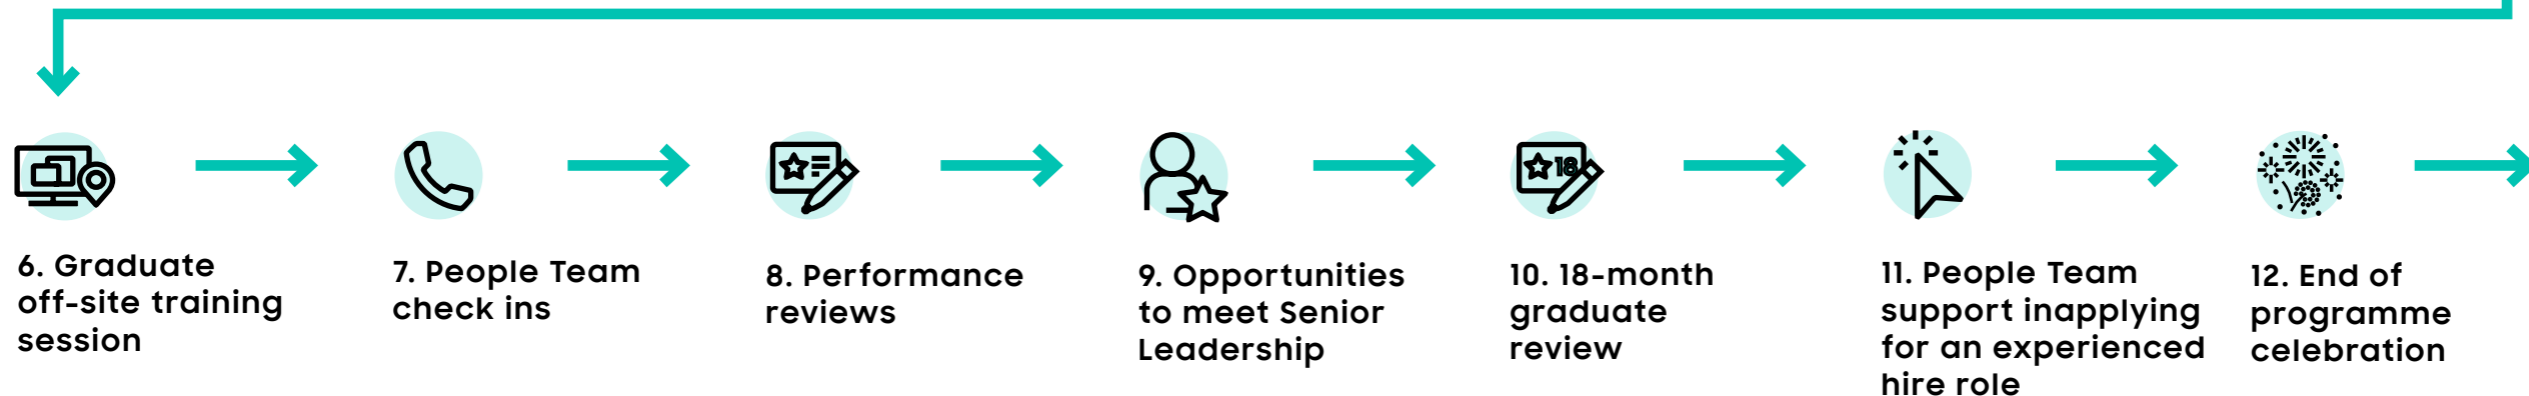 6. Graduate
off-site training
session
7. People Team
check ins
8. Performance
reviews
9. Opportunities
to meet Senior
Leadership
18
10. 18-month
graduate
review
11. People Team
support inapplying
for an experienced
hire role
12. End of
programme
celebration